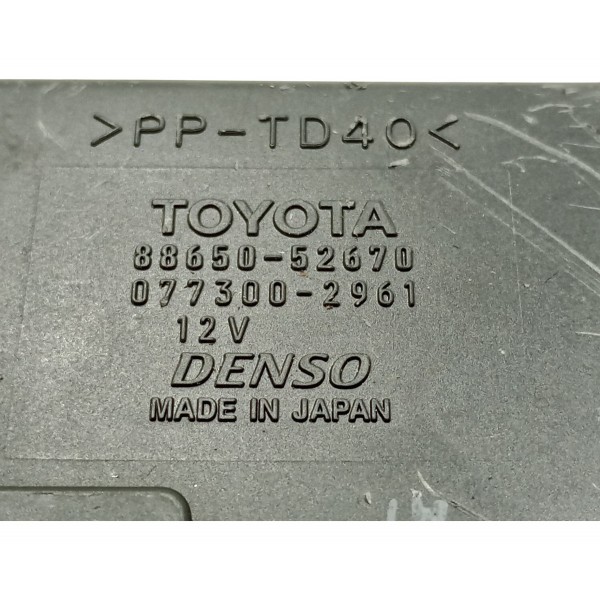 >PP-TD40<
TOYOTA
88650-52670
077300-2961
12V
DENSO
MADE IN JAPAN